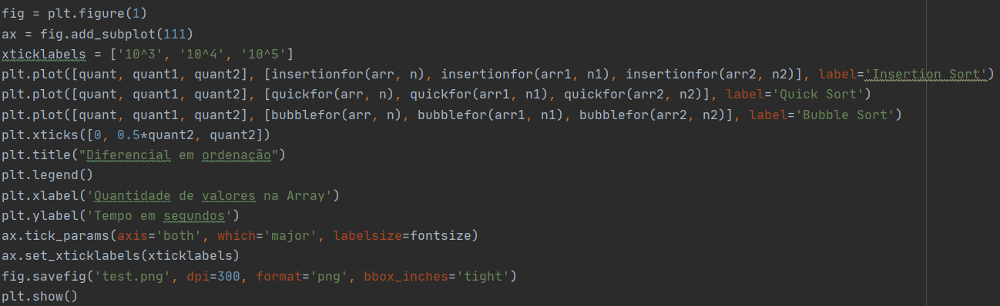 fig = plt.figure(1)
ax = fig.add_subplot(111)
xticklabels = ['10^3', '10^4', '10^5']
plt.plot([quant, quant1, quant2], [insertionfor(arr, n), insertionfor(arr1, n1), insertionfor(arr2, n2)], label='Insertion Sort')
plt.plot([quant, quant1, quant2], [quickfor(arr, n), quickfor(arr1, n1), quickfor(arr2, n2)], label='Quick Sort')
plt.plot([quant, quant1, quant2], [bubblefor(arr, n), bubblefor(arr1, n1), bubblefor(arr2, n2)], label='Bubble Sort')
plt.xticks([0, 0.5*quant2, quant2])
plt.title("Diferencial em ordenação")
plt.legend()
plt.xlabel('Quantidade de valores na Array')
plt.ylabel('Tempo em segundos')
ax.tick_params(axis='both', which='major', labelsize=fontsize)
ax.set_xticklabels(xticklabels)
fig.savefig('test.png', dpi=300, format='png', bbox_inches='tight')
plt.show()